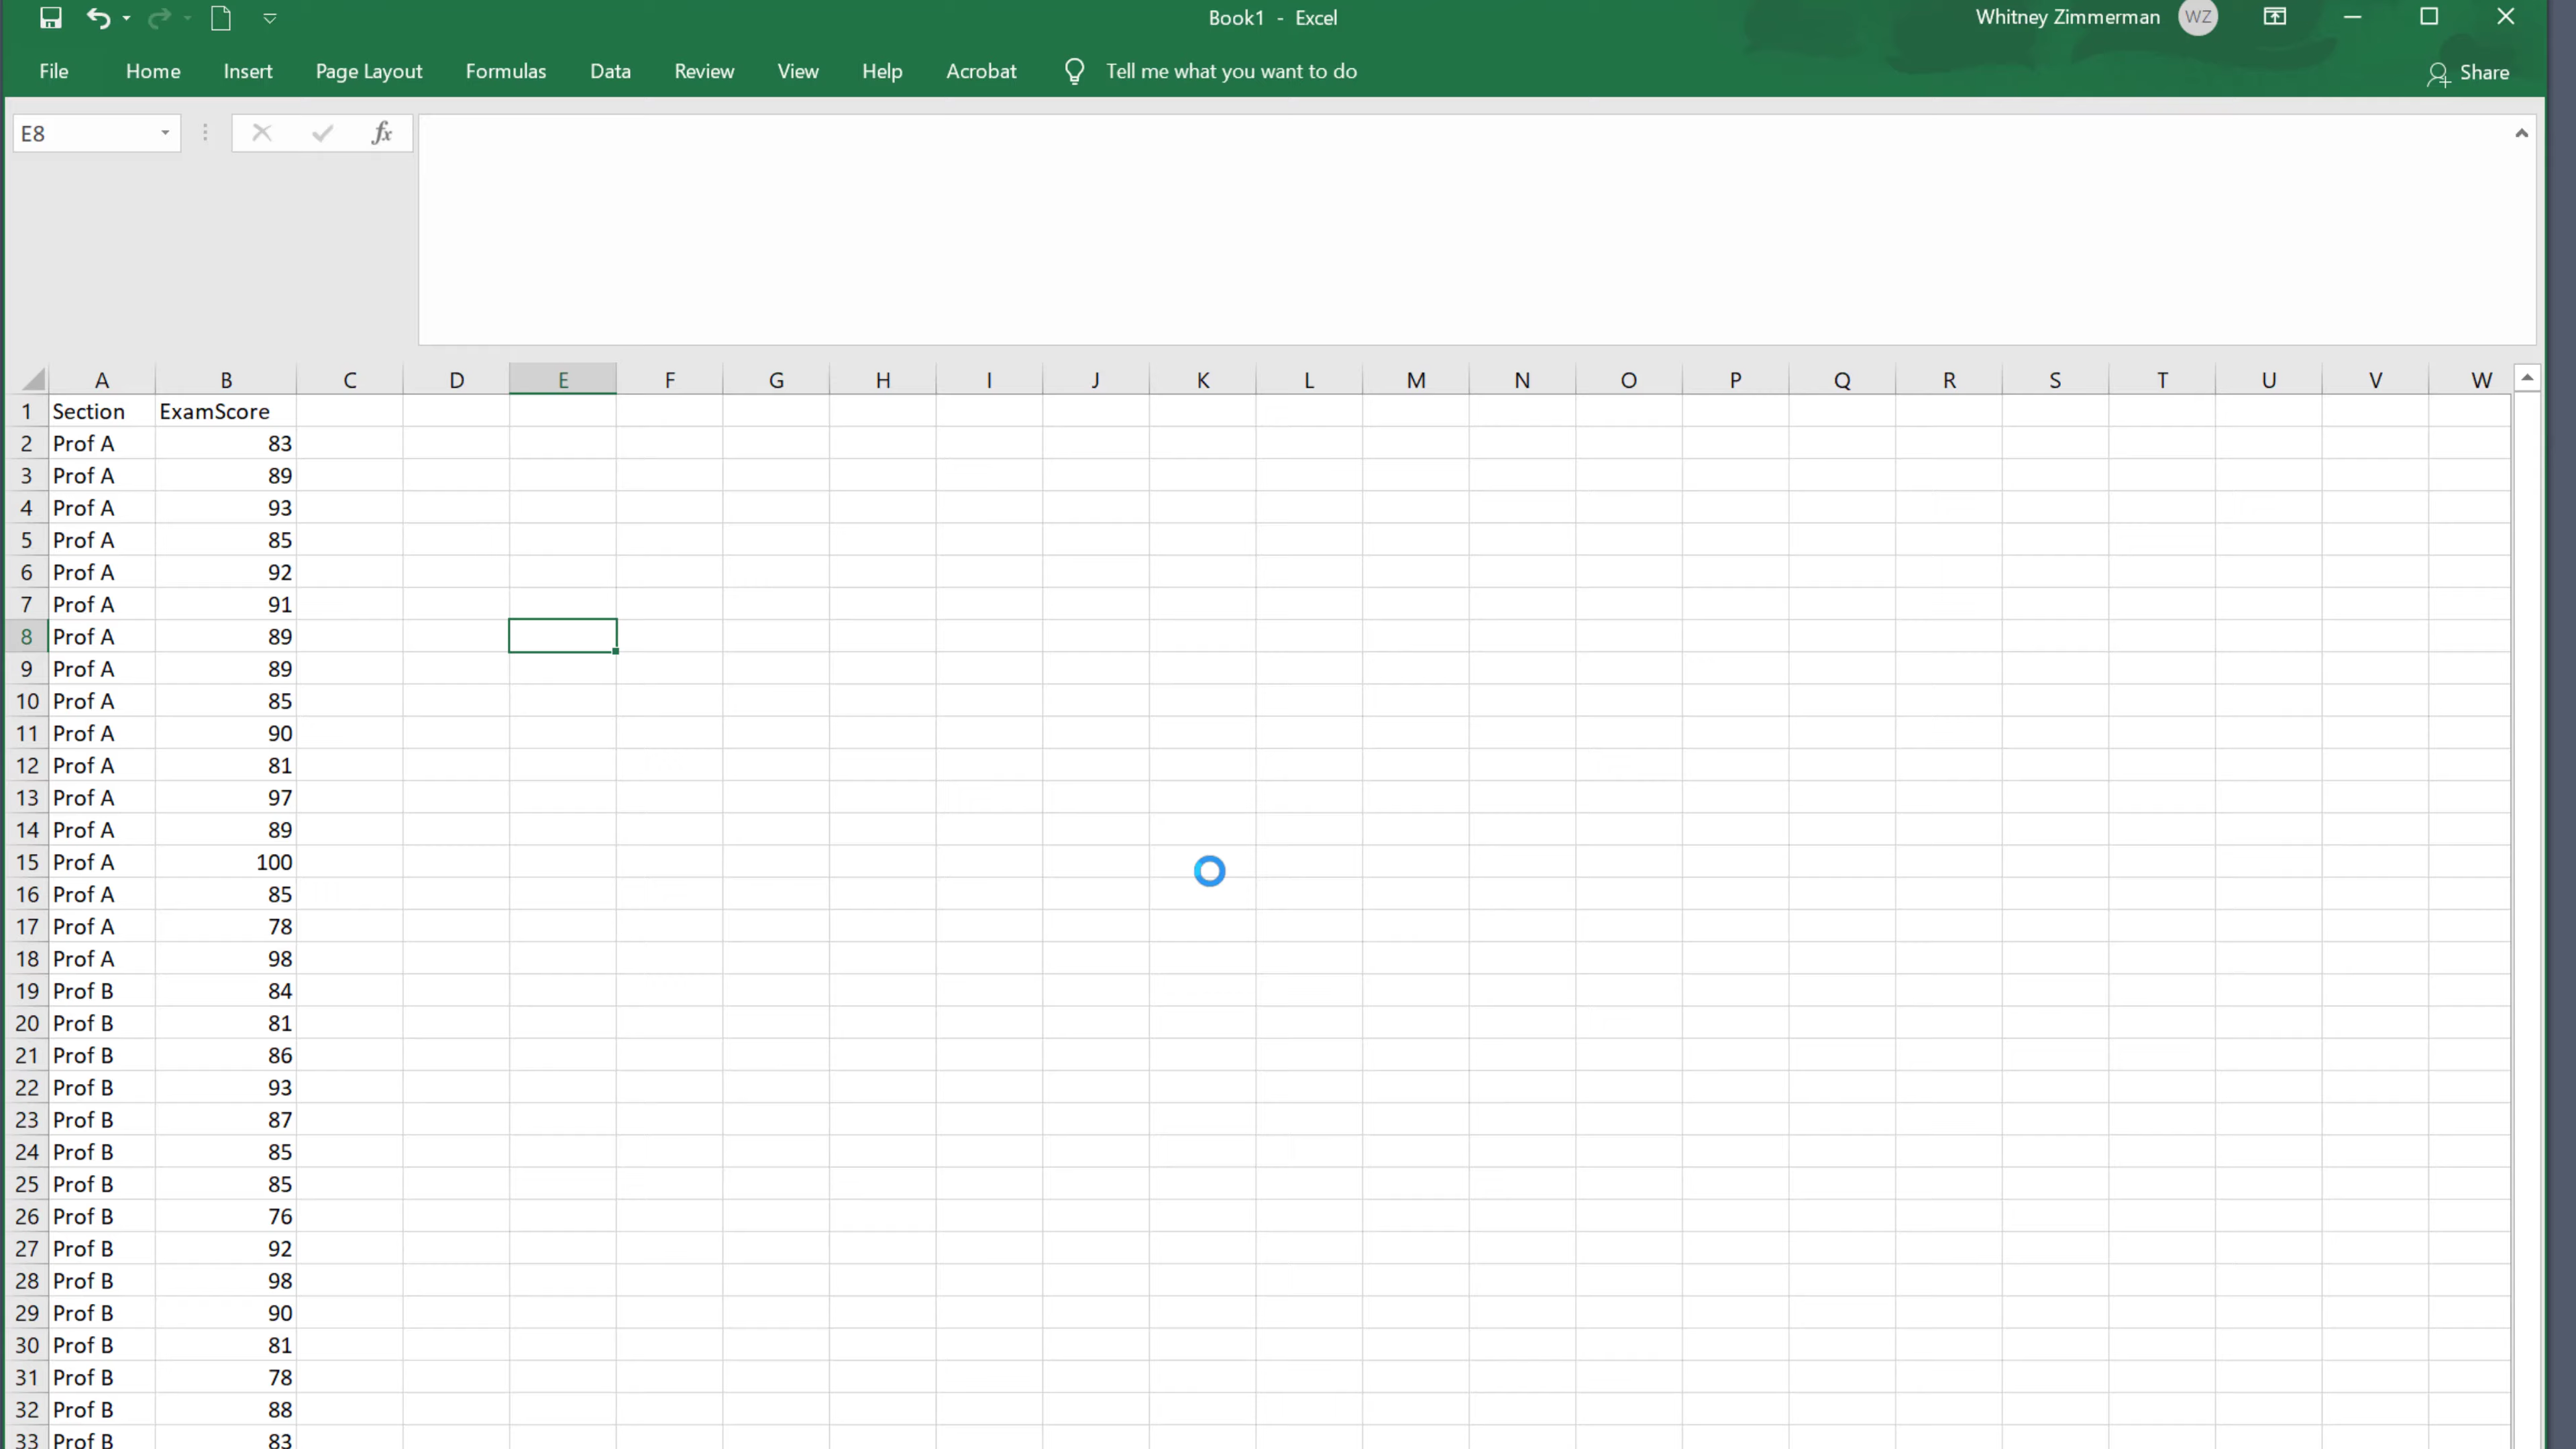 Book1 - Excel
Whitney Zimmerman WZ
File Home Insert Page Layout Formulas Data Review View Help Acrobat Tell me what you want to do Share
E8 fx
A B C D E F G H I J K L M N O P Q R S T U V W
1 Section ExamScore
2 Prof A 83
3 Prof A 89
4 Prof A 93
5 Prof A 85
6 Prof A 92
7 Prof A 91
8 Prof A 89
9 Prof A 89
10 Prof A 85
11 Prof A 90
12 Prof A 81
13 Prof A 97
14 Prof A 89
15 Prof A 100
16 Prof A 85
17 Prof A 78
18 Prof A 98
19 Prof B 84
20 Prof B 81
21 Prof B 86
22 Prof B 93
23 Prof B 87
24 Prof B 85
25 Prof B 85
26 Prof B 76
27 Prof B 92
28 Prof B 98
29 Prof B 90
30 Prof B 81
31 Prof B 78
32 Prof B 88
33 Prof B 83